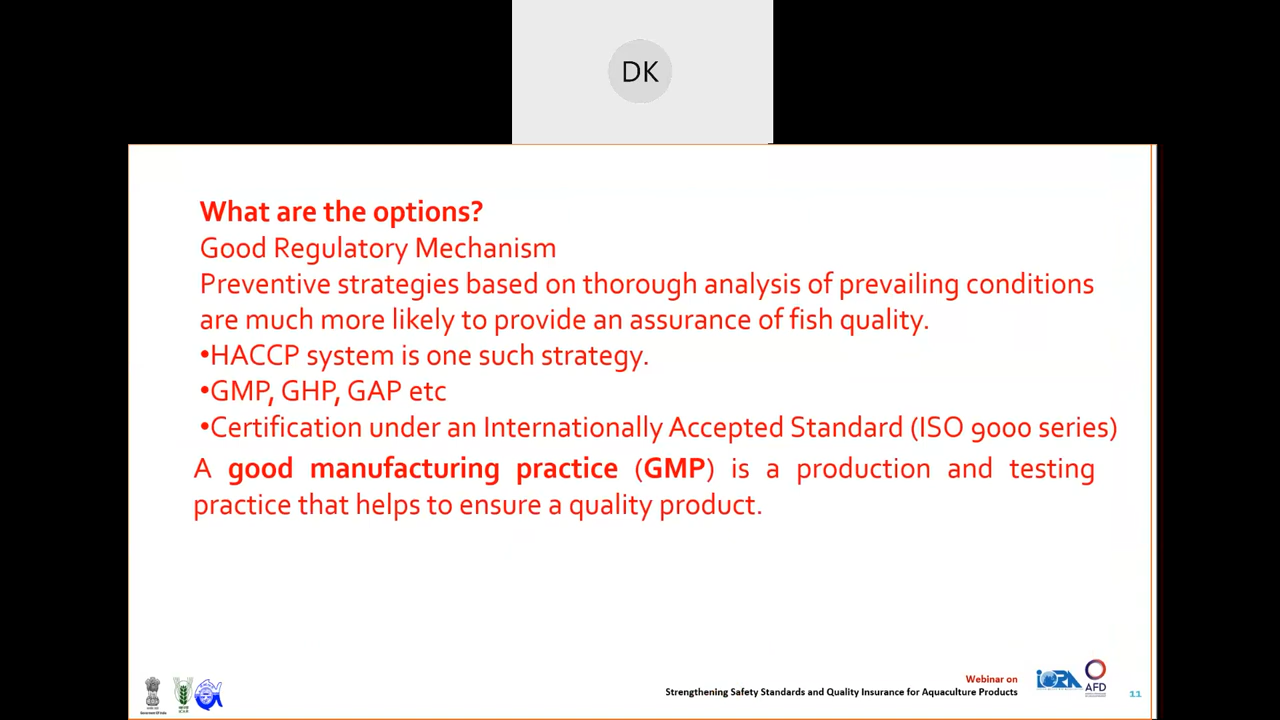 DK
What are the options?
Good Regulatory Mechanism
Preventive strategies based on thorough analysis of prevailing conditions
are much more likely to provide an assurance of fish quality.
•HACCP system is one such strategy.
•GMP, GHP, GAP etc
•Certification under an Internationally Accepted Standard (ISO 9000 series)
A good manufacturing practice (GMP) is a production and testing
practice that helps to ensure a quality product.
Webinar on
Strengthening Safety Standards and Quality Insurance for Aquaculture Products
iORA
AFD
11